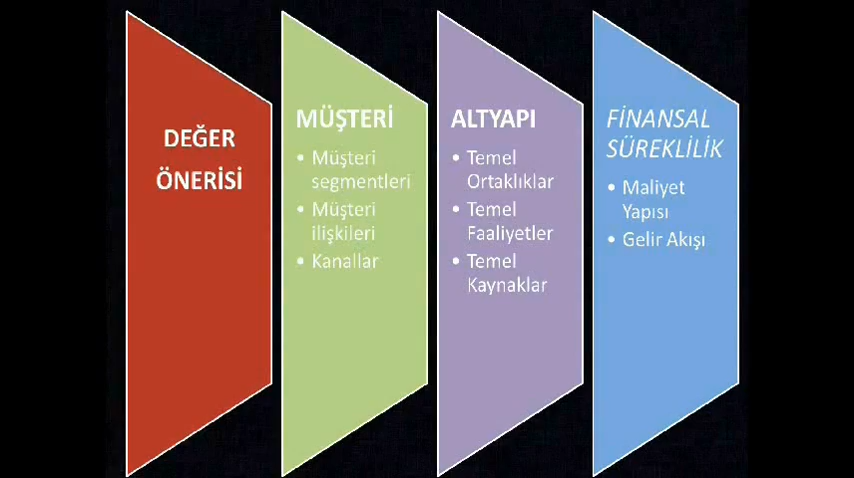 DEĞER
ÖNERİSİ
MÜŞTERİ
• Müşteri
segmentleri
• Müşteri
ilişkileri
• Kanallar
ALTYAPI
• Temel
Ortaklıklar
• Temel
Faaliyetler
• Temel
Kaynaklar
FİNANSAL
SÜREKLİLİK
• Maliyet
Yapısı
• Gelir Akışı